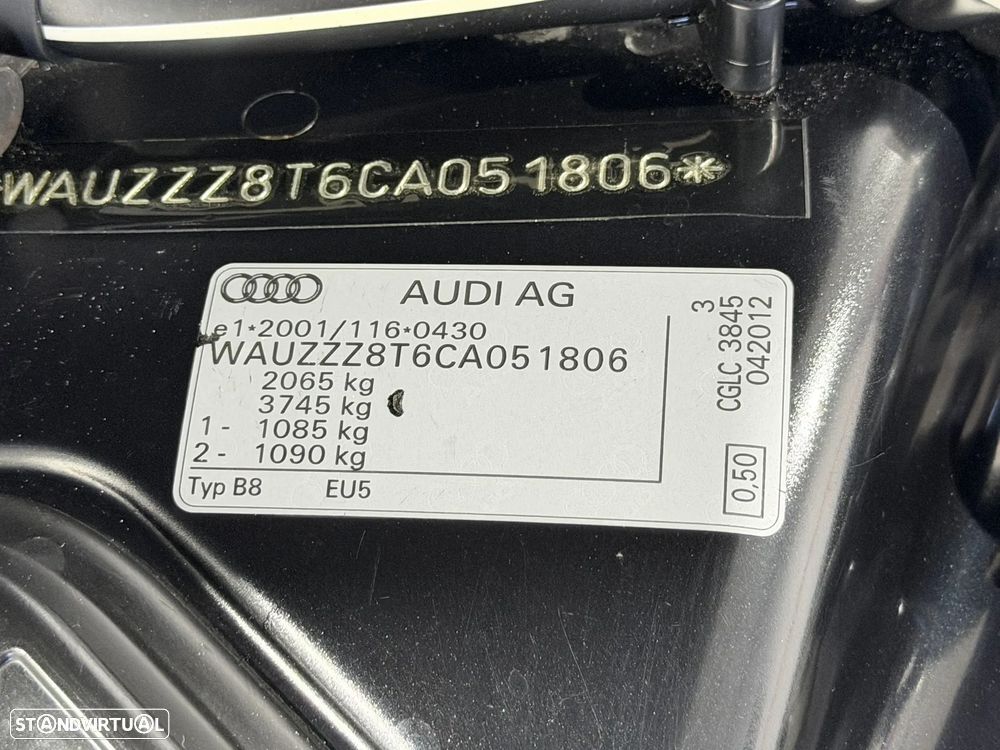 WAUZZZ8T6CA051806*
AUDI AG
e1*2001/116*0430
WAUZZZ8T6CA051806
2065 kg
3745 kg
1 - 1085 kg
2 - 1090 kg
Typ B8 EU5
3
CGLC 3845
042012
0,50
STANDVIRTUAL